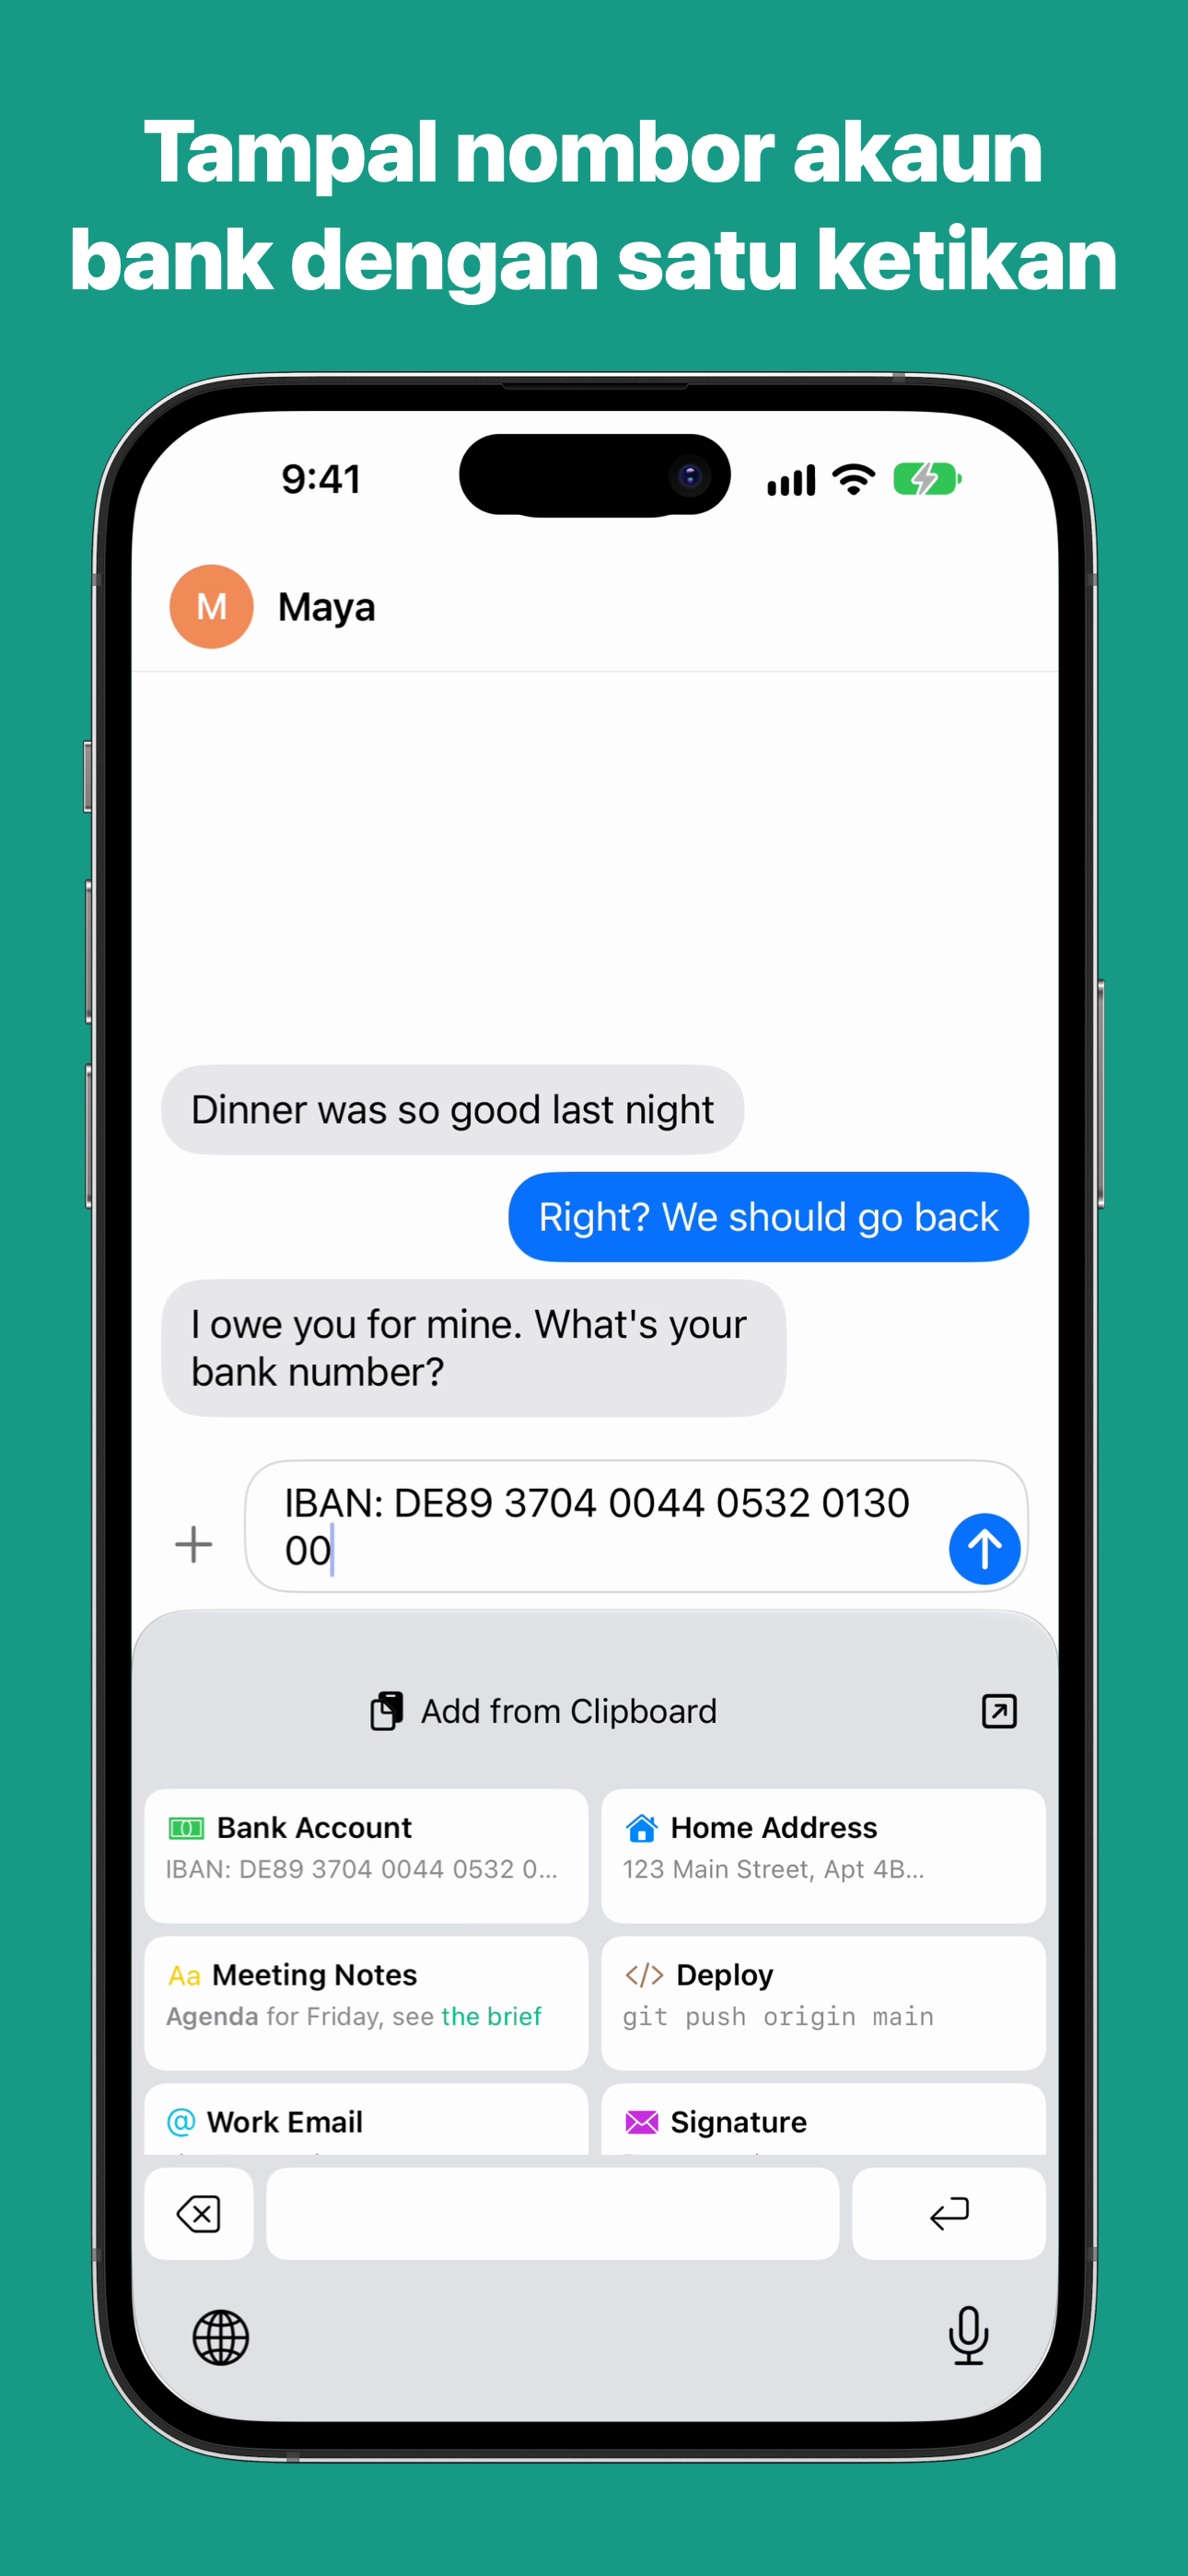 Tampal nombor akaun
bank dengan satu ketikan
9:41
M
Maya
Dinner was so good last night
Right? We should go back
I owe you for mine. What's your
bank number?
IBAN: DE89 3704 0044 0532 0130
00
Add from Clipboard
Bank Account
IBAN: DE89 3704 0044 0532 0...
Home Address
123 Main Street, Apt 4B...
Aa Meeting Notes
Agenda for Friday, see the brief
</> Deploy
git push origin main
@ Work Email
Signature